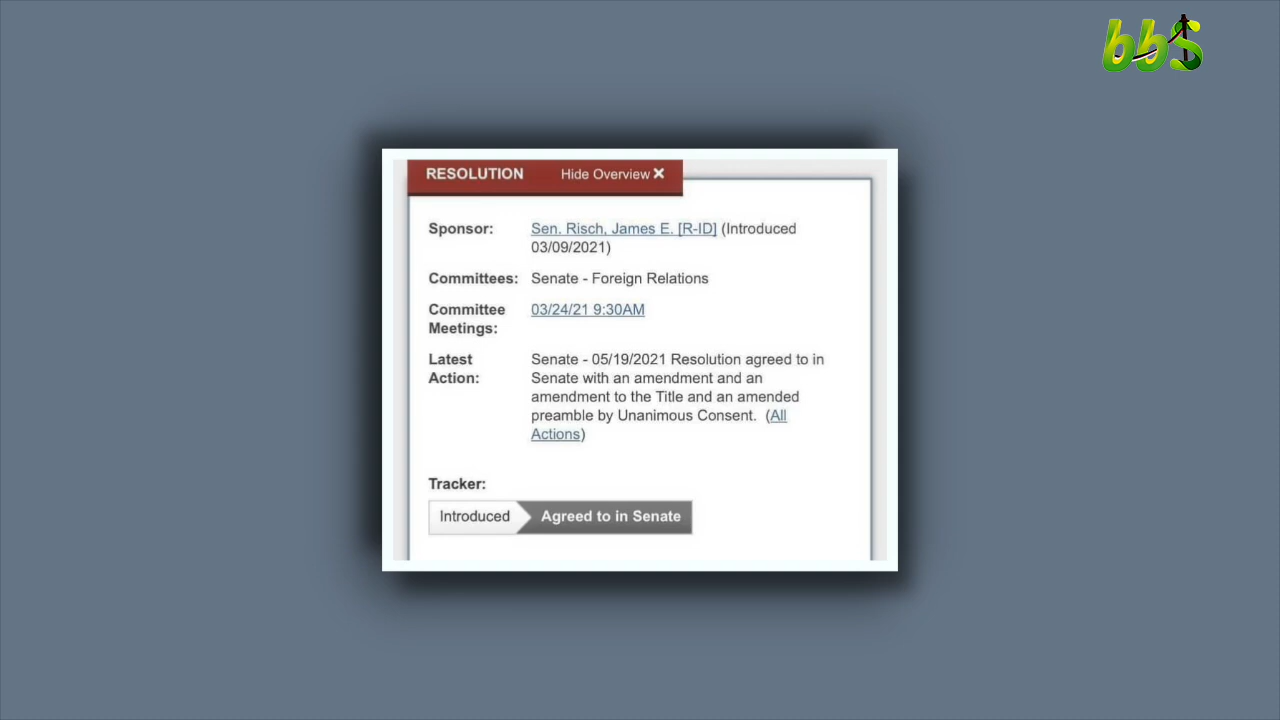 bbS
RESOLUTION Hide Overview ✕
Sponsor: Sen. Risch, James E. [R-ID] (Introduced
03/09/2021)
Committees: Senate - Foreign Relations
Committee 03/24/21 9:30AM
Meetings:
Latest Senate - 05/19/2021 Resolution agreed to in
Action: Senate with an amendment and an
amendment to the Title and an amended
preamble by Unanimous Consent. (All
Actions)
Tracker:
Introduced Agreed to in Senate